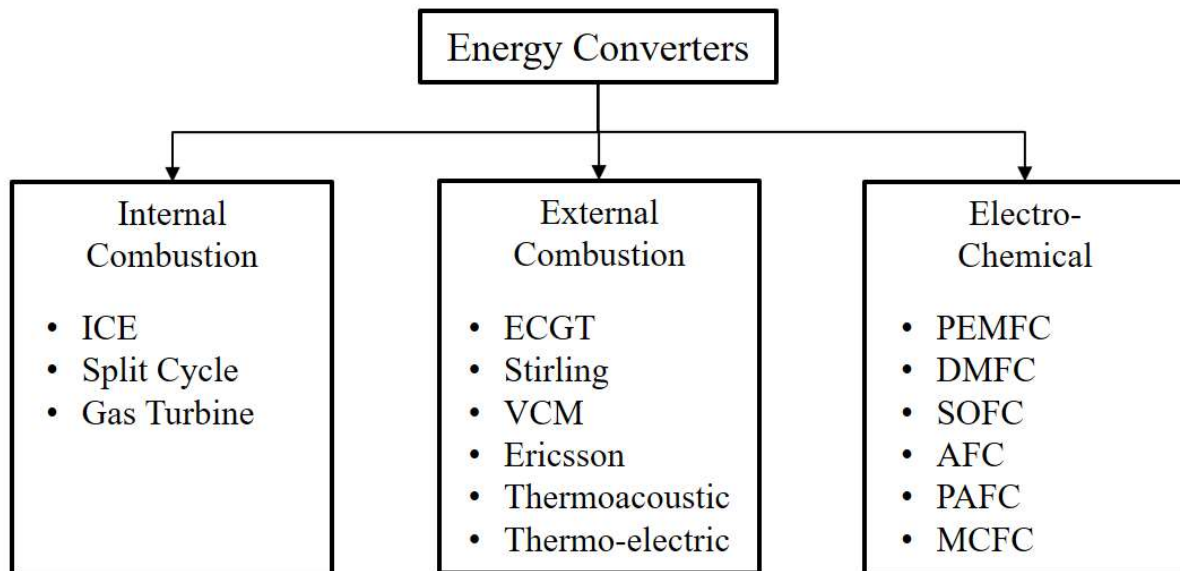 Energy Converters
Internal
Combustion
• ICE
• Split Cycle
• Gas Turbine
External
Combustion
• ECGT
• Stirling
• VCM
• Ericsson
• Thermoacoustic
• Thermo-electric
Electro-
Chemical
• PEMFC
• DMFC
• SOFC
• AFC
• PAFC
• MCFC